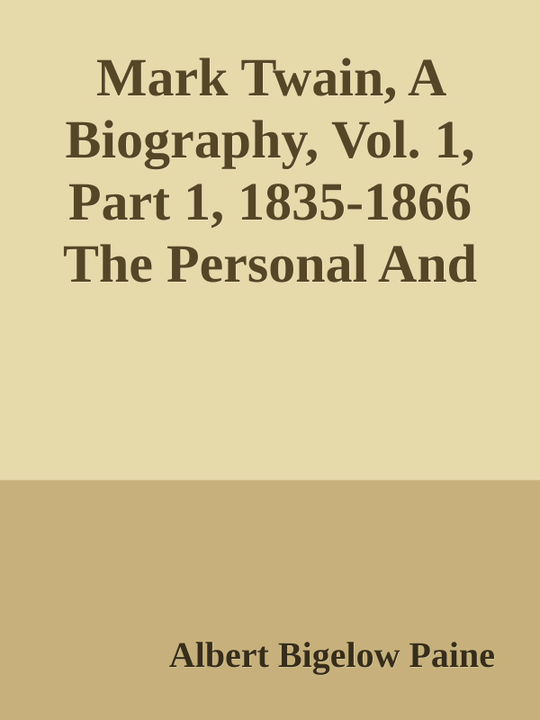 Mark Twain, A
Biography, Vol. 1,
Part 1, 1835-1866
The Personal And
Albert Bigelow Paine